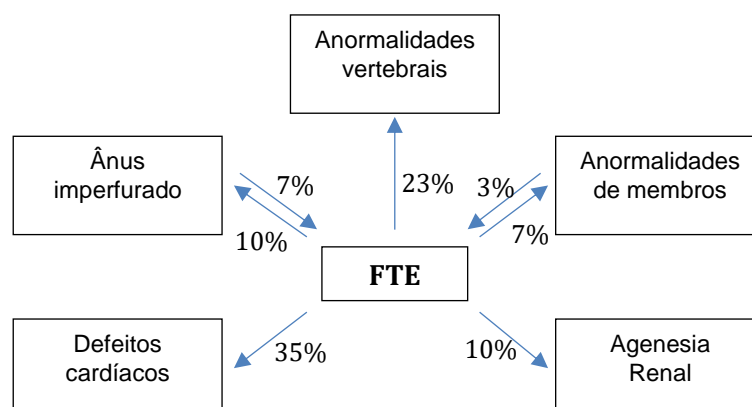 Anormalidades
vertebrais
Ânus
imperfurado
Anormalidades
de membros
7%
23%
3%
10%
7%
FTE
Defeitos
cardíacos
35%
10%
Agenesia
Renal